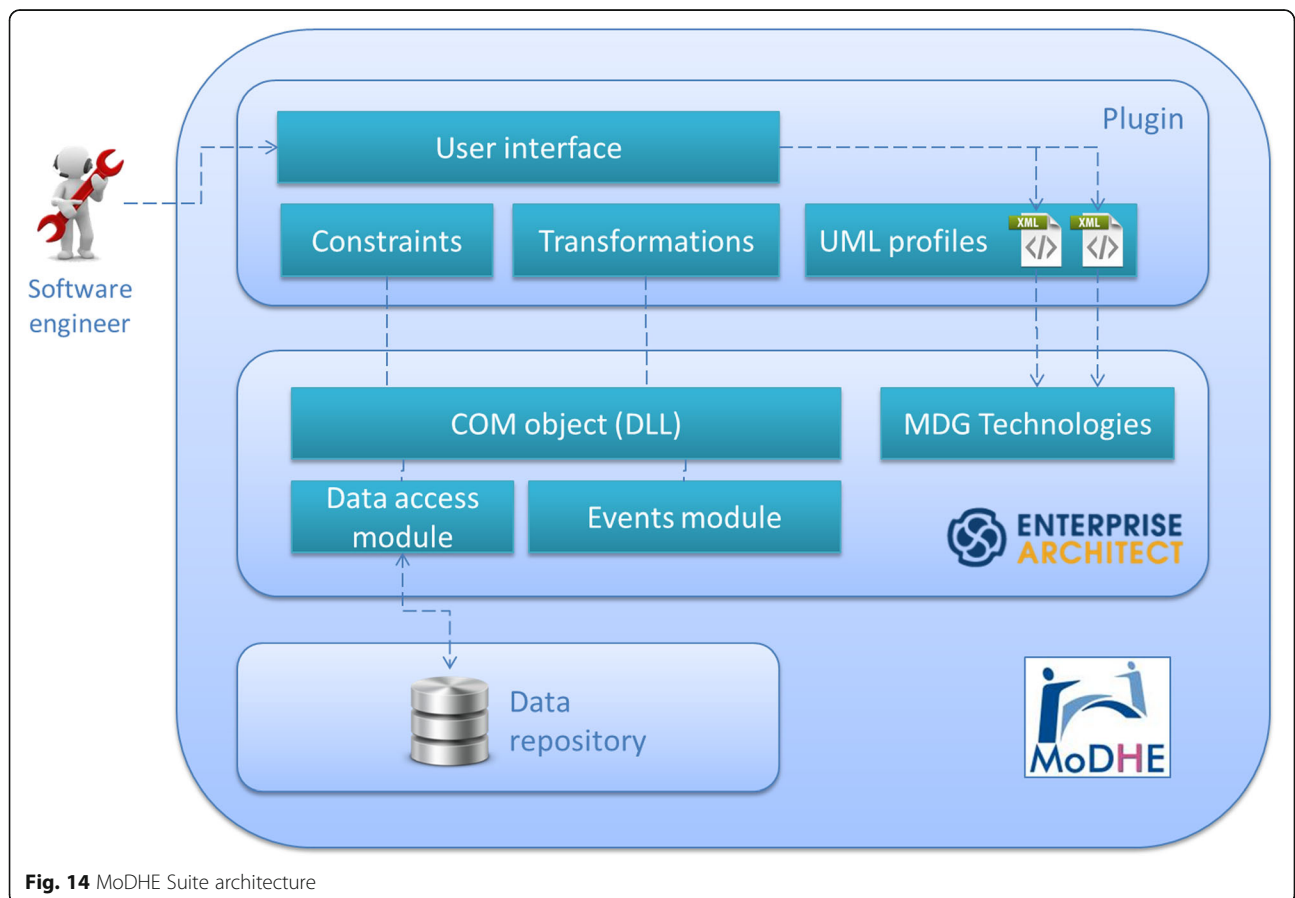 Plugin
User interface
Constraints
Transformations
UML profiles
XML
XML
Software
engineer
COM object (DLL)
MDG Technologies
Data access
module
Events module
ENTERPRISE
ARCHITECT
Data
repository
MoDHE
Fig. 14 MoDHE Suite architecture